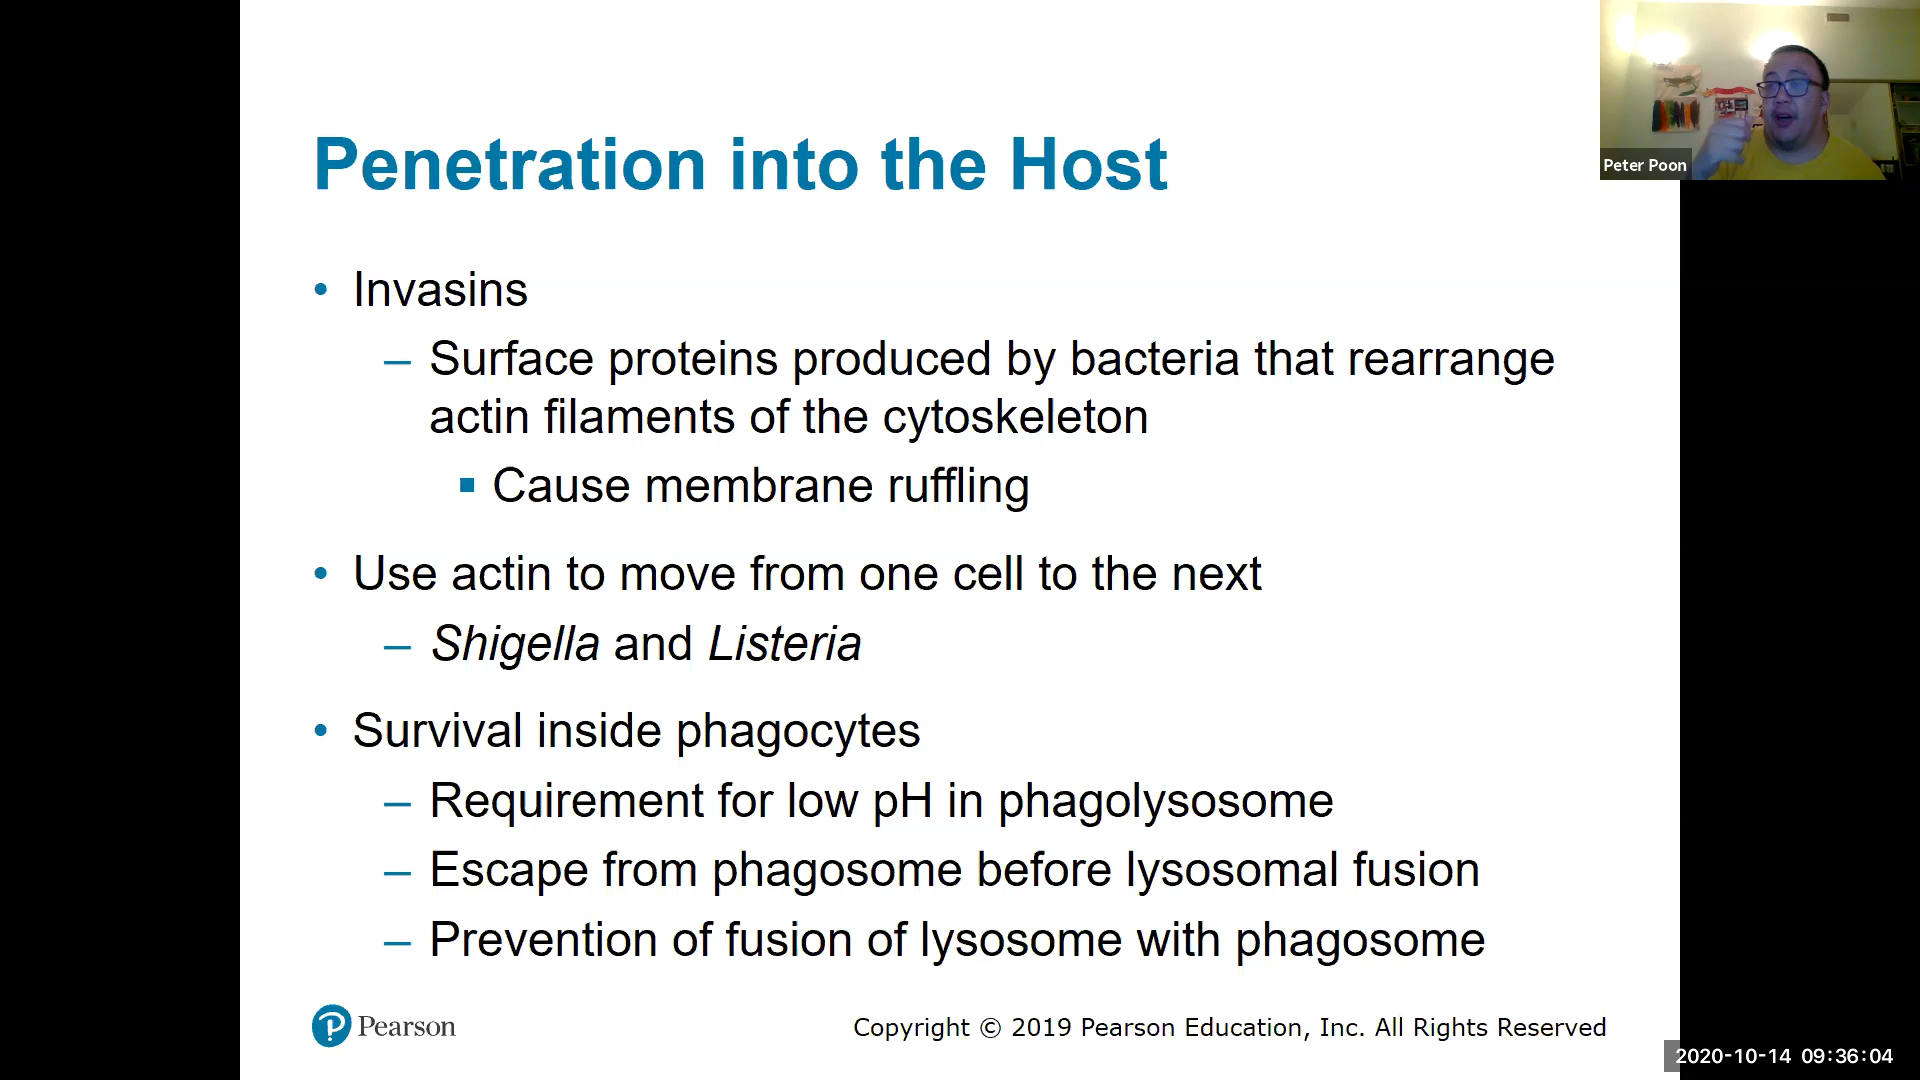 Penetration into the Host
• Invasins
– Surface proteins produced by bacteria that rearrange
actin filaments of the cytoskeleton
▪ Cause membrane ruffling
• Use actin to move from one cell to the next
– Shigella and Listeria
• Survival inside phagocytes
– Requirement for low pH in phagolysosome
– Escape from phagosome before lysosomal fusion
– Prevention of fusion of lysosome with phagosome
Pearson
Copyright © 2019 Pearson Education, Inc. All Rights Reserved
Peter Poon
2020-10-14 09:36:04